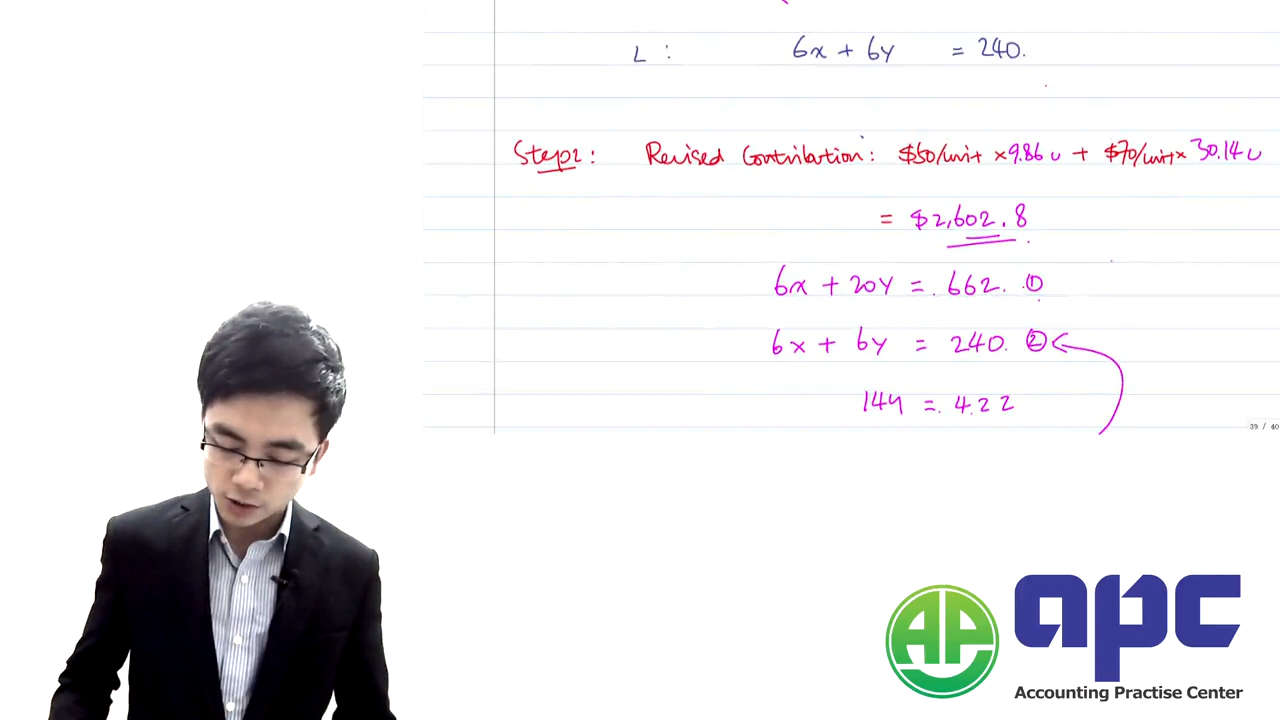 L : 6x + 6y = 240.
Step2: Revised Contribution: $50/unit x 9.86 u + $70/unit x 30.14 u
= $2,602.8
6x + 20y = 662. ①
6x + 6y = 240. ②
14y = 422
39 / 40
AP
apc
Accounting Practise Center